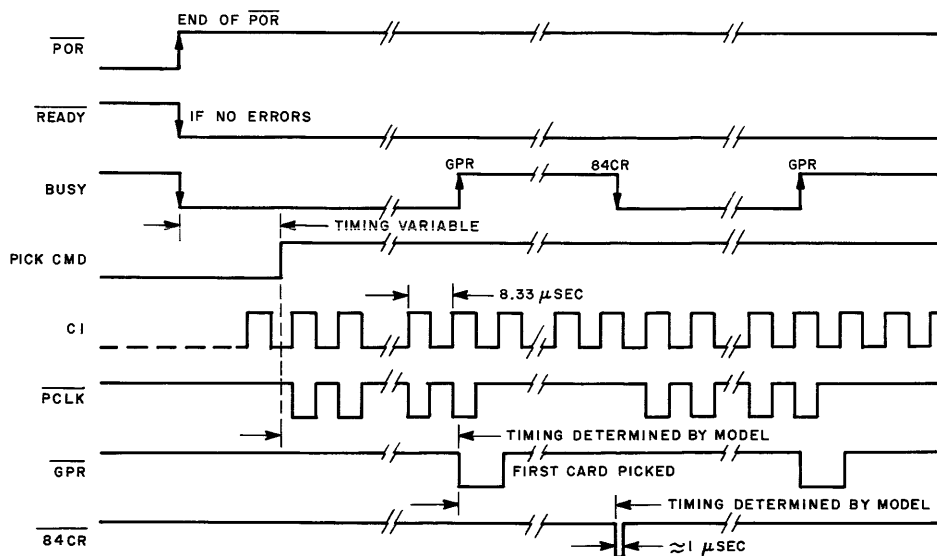 END OF POR
POR
READY
IF NO ERRORS
GPR
84CR
GPR
BUSY
TIMING VARIABLE
PICK CMD
8.33 µSEC
CI
PCLK
TIMING DETERMINED BY MODEL
GPR
FIRST CARD PICKED
TIMING DETERMINED BY MODEL
84CR
≈1 µSEC